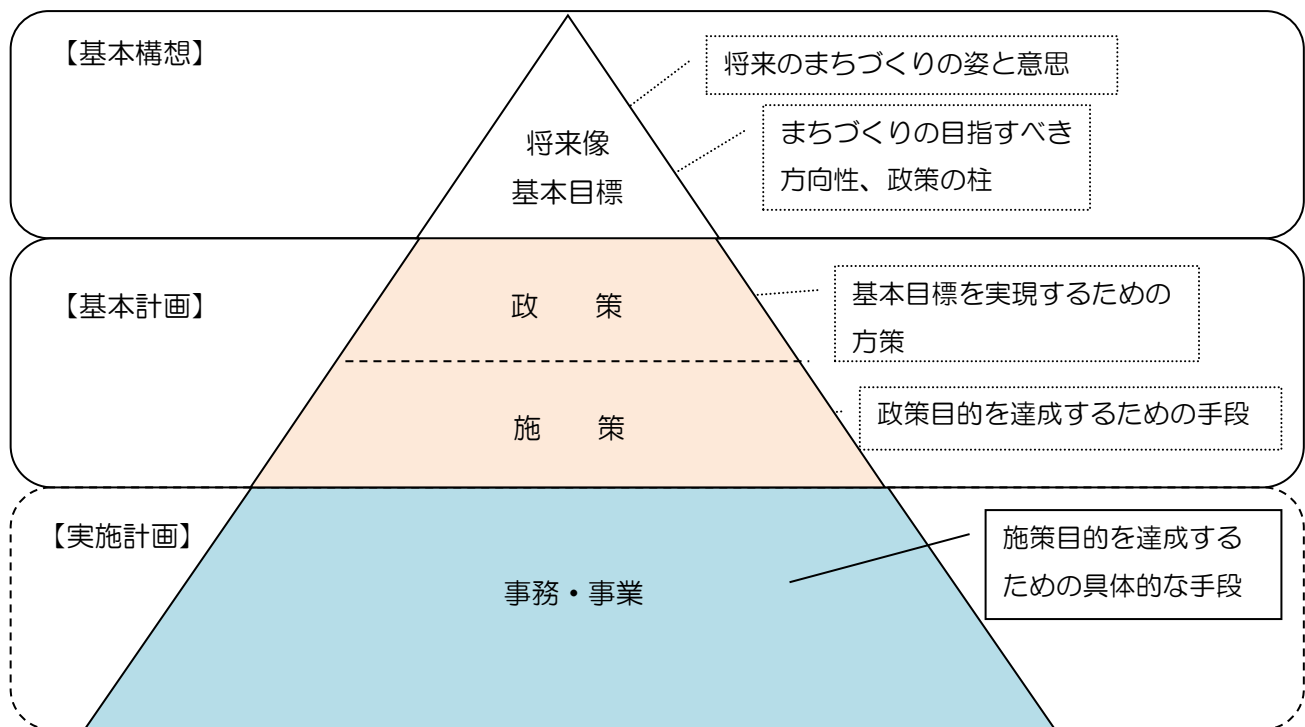 【基本構想】
将来のまちづくりの姿と意思
まちづくりの目指すべき
方向性、政策の柱
将来像
基本目標
【基本計画】
政　　策
基本目標を実現するための
方策
施　　策
政策目的を達成するための手段
【実施計画】
事務・事業
施策目的を達成する
ための具体的な手段